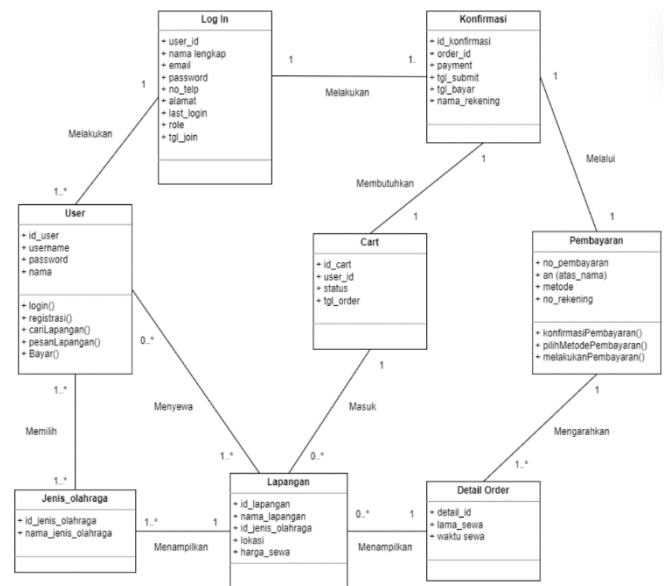 Log In
+ user_id
+ nama lengkap
+ email
+ password
+ no_telp
+ alamat
+ last_login
+ role
+ tgl_join
Konfirmasi
+ id_konfirmasi
+ order_id
+ payment
+ tgl_submit
+ tgl_bayar
+ nama_rekening
1
1.
Melakukan
1
Melakukan
1..*
1
Melalui
1
1
Membutuhkan
1
User
+ id_user
+ username
+ password
+ nama
+ login()
+ registrasi()
+ cariLapangan()
+ pesanLapangan()
+ Bayar()
Cart
+ id_cart
+ user_id
+ status
+ tgl_order
Pembayaran
+ no_pembayaran
+ an (atas_nama)
+ metode
+ no_rekening
+ konfirmasiPembayaran()
+ pilihMetodePembayaran()
+ melakukanPembayaran()
0..*
Menyewa
1..*
1
Masuk
0..*
1
Mengarahkan
1..*
1..*
Memilih
1..*
Jenis_olahraga
+ id_jenis_olahraga
+ nama_jenis_olahraga
1..*
1
Menampilkan
Lapangan
+ id_lapangan
+ nama_lapangan
+ id_jenis_olahraga
+ lokasi
+ harga_sewa
0..*
1
Menampilkan
Detail Order
+ detail_id
+ lama_sewa
+ waktu sewa